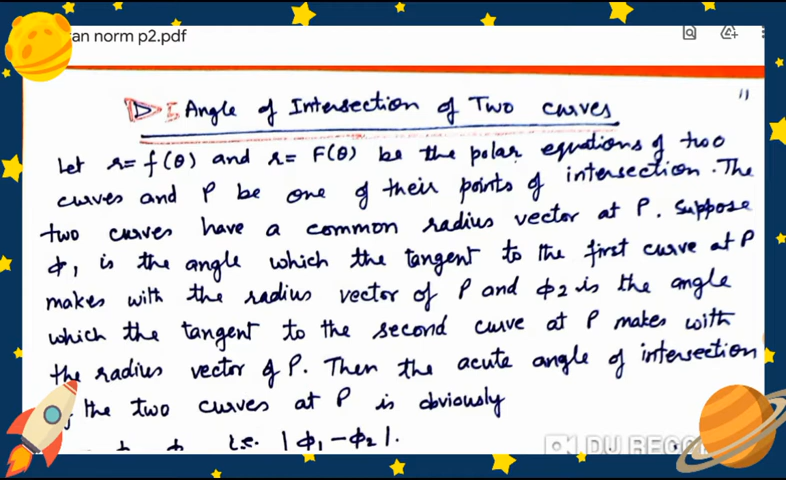 an norm p2.pdf
Angle of Intersection of Two curves
11
Let r = f(θ) and r = F(θ) be the polar equations of two
curves and P be one of their points of intersection. The
two curves have a common radius vector at P. Suppose
ϕ₁ is the angle which the tangent to the first curve at P
makes with the radius vector of P and ϕ2 is the angle
which the tangent to the second curve at P makes with
the radius vector of P. Then the acute angle of intersection
the two curves at P is obviously
i.e. |ϕ₁ - ϕ₂|.
DU RECO